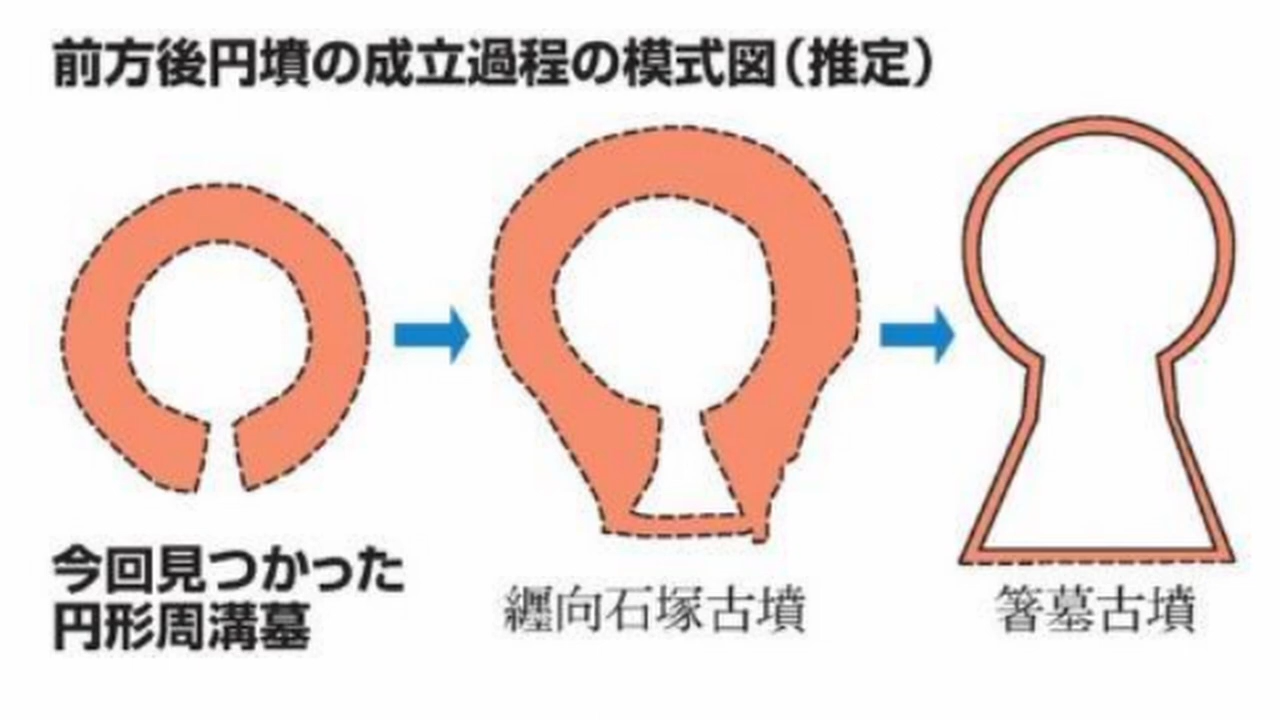 前方後円墳の成立過程の模式図（推定）
今回見つかった
円形周溝墓
纒向石塚古墳
箸墓古墳